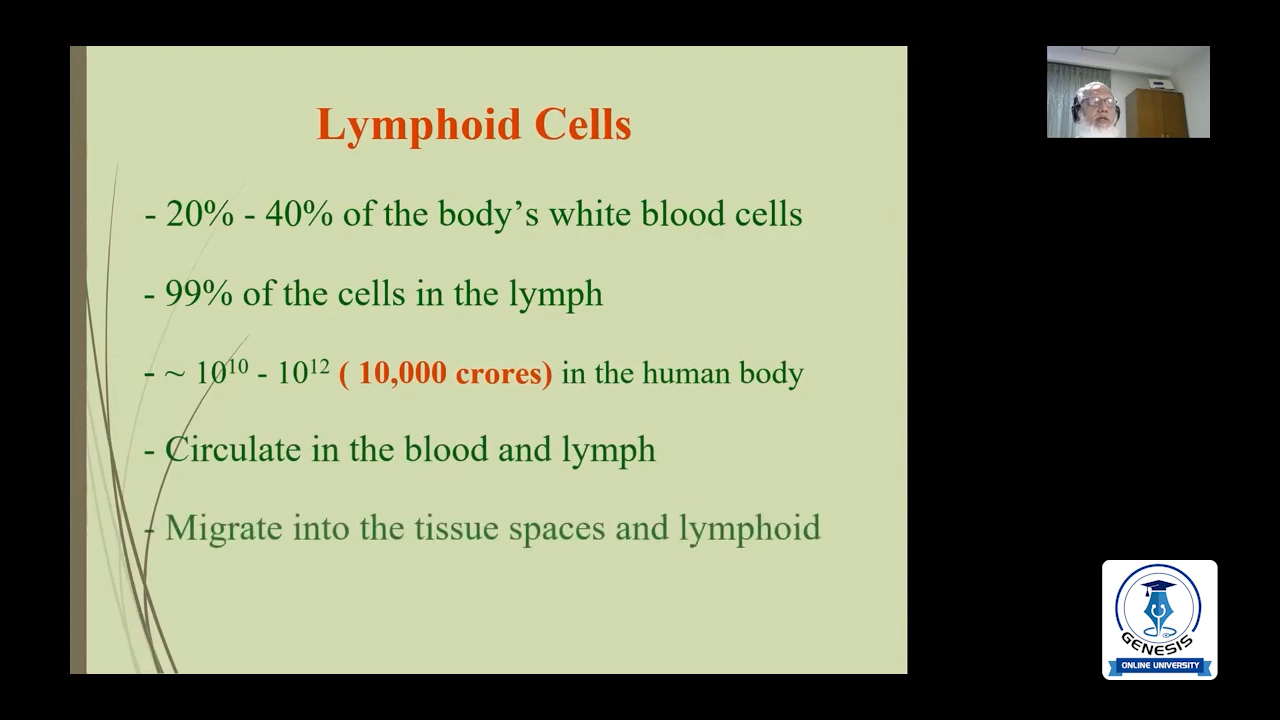 Lymphoid Cells
- 20% - 40% of the body’s white blood cells
- 99% of the cells in the lymph
- ~ 10¹⁰ - 10¹² ( 10,000 crores) in the human body
- Circulate in the blood and lymph
- Migrate into the tissue spaces and lymphoid
GENESIS
ONLINE UNIVERSITY